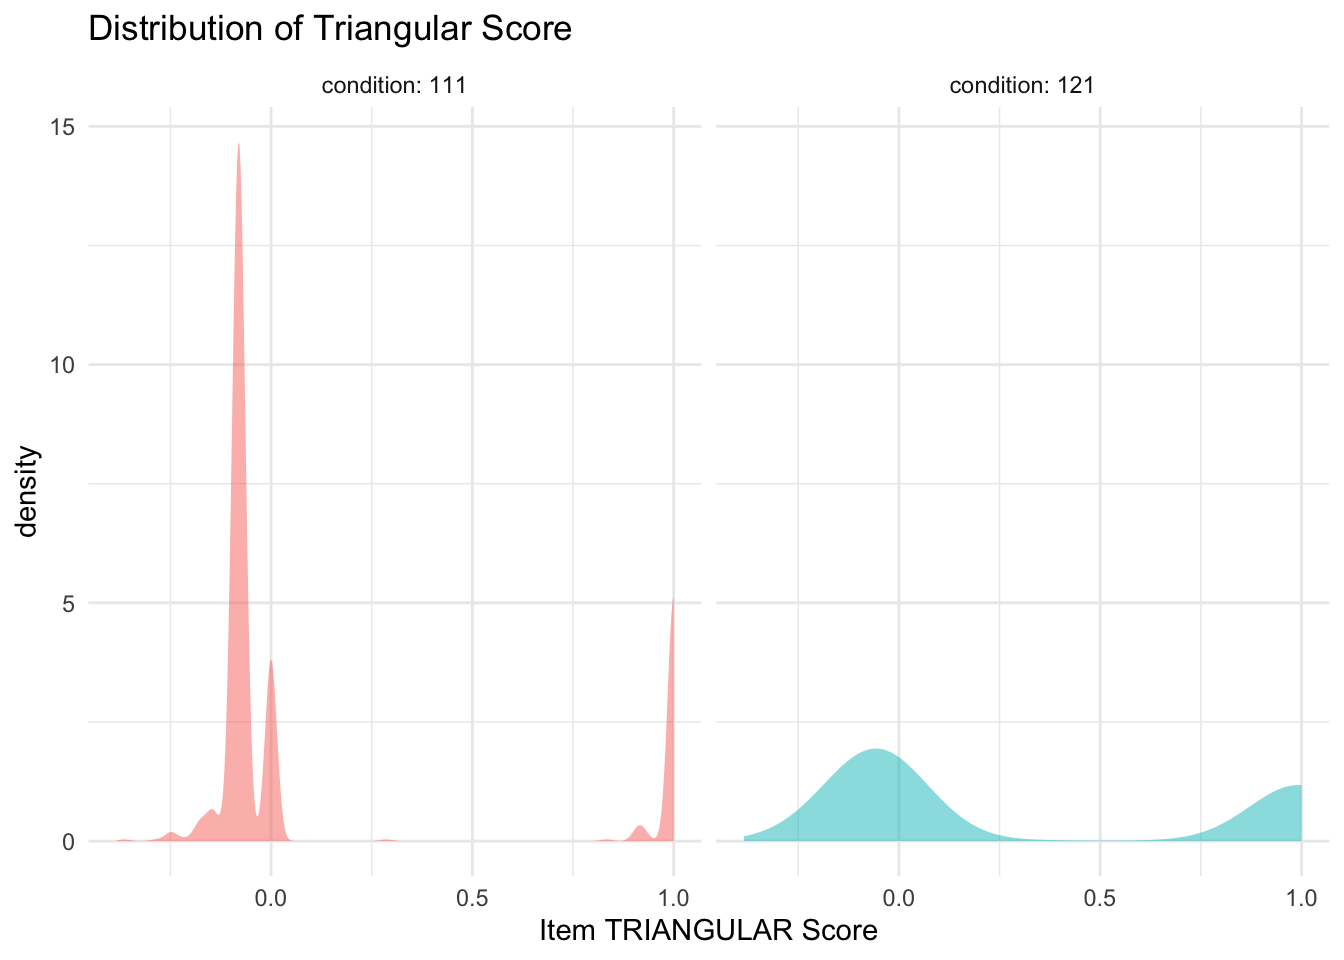 Distribution of Triangular Score
condition: 111
condition: 121
15
10
5
0
density
0.0 0.5 1.0
0.0 0.5 1.0
Item TRIANGULAR Score